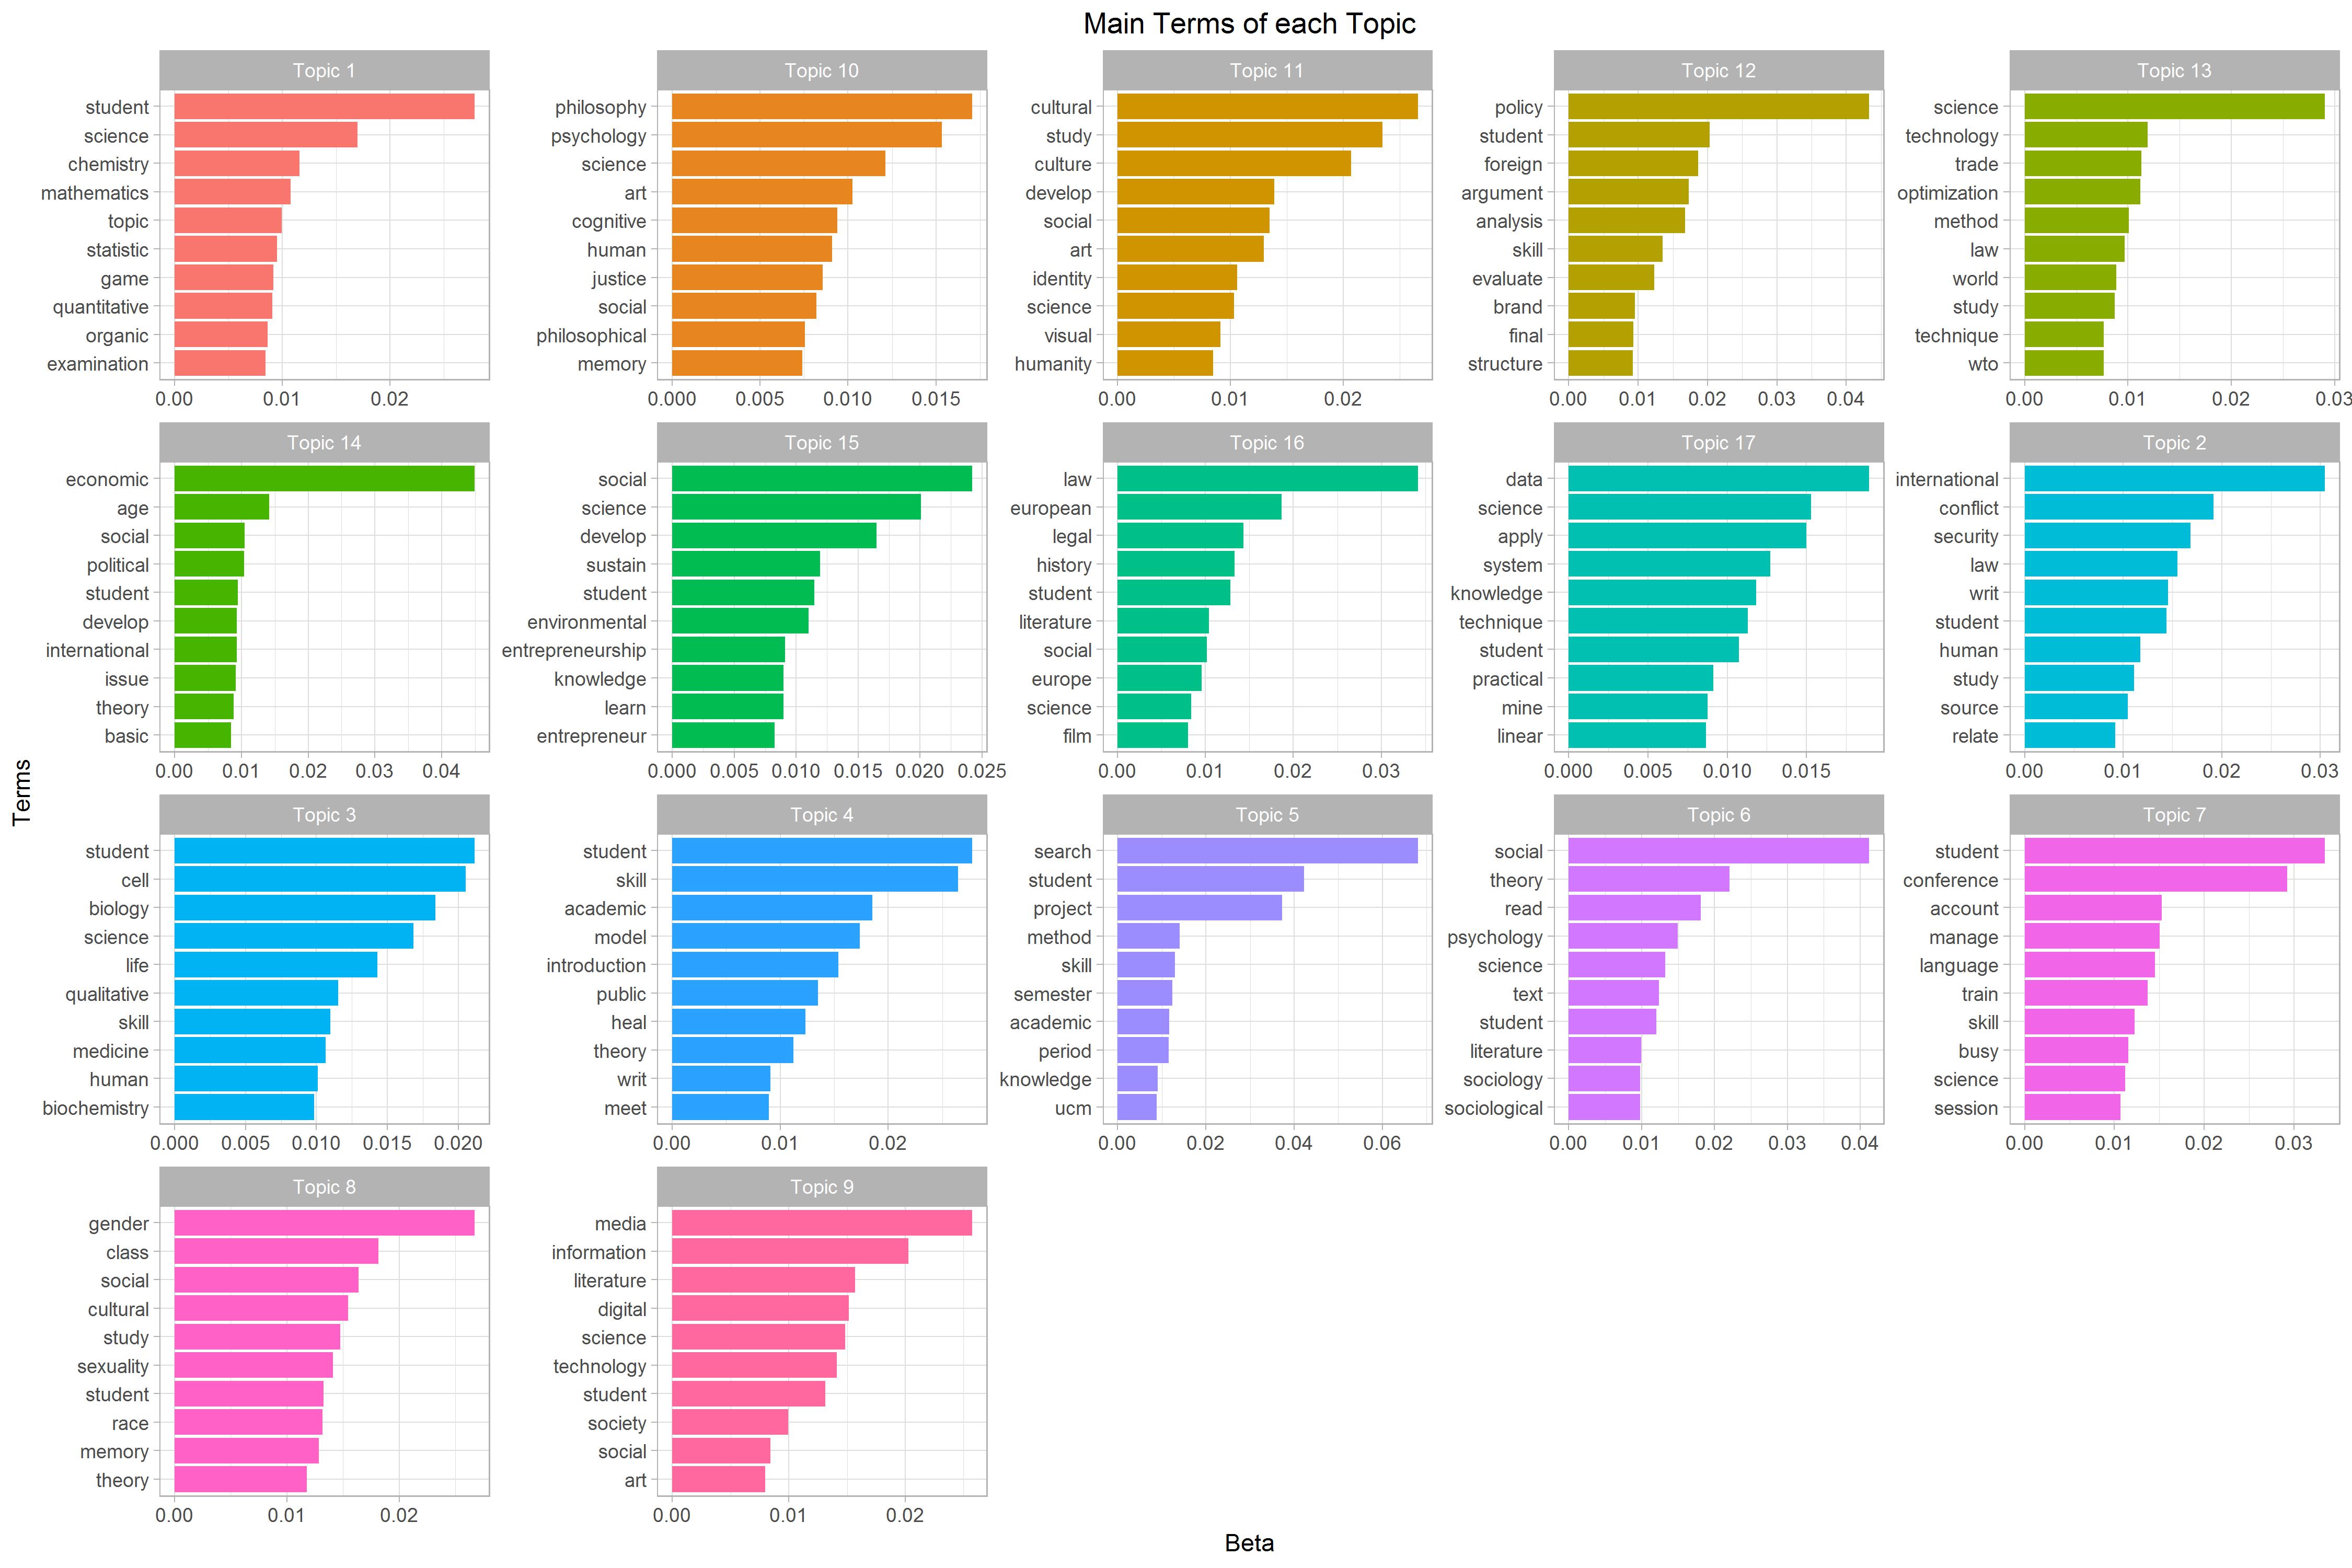 Main Terms of each Topic
Terms
Topic 1
student
science
chemistry
mathematics
topic
statistic
game
quantitative
organic
examination
0.00 0.01 0.02
Topic 10
philosophy
psychology
science
art
cognitive
human
justice
social
philosophical
memory
0.000 0.005 0.010 0.015
Topic 11
cultural
study
culture
develop
social
art
identity
science
visual
humanity
0.00 0.01 0.02
Topic 12
policy
student
foreign
argument
analysis
skill
evaluate
brand
final
structure
0.00 0.01 0.02 0.03 0.04
Topic 13
science
technology
trade
optimization
method
law
world
study
technique
wto
0.00 0.01 0.02 0.03
Topic 14
economic
age
social
political
student
develop
international
issue
theory
basic
0.00 0.01 0.02 0.03 0.04
Topic 15
social
science
develop
sustain
student
environmental
entrepreneurship
knowledge
learn
entrepreneur
0.000 0.005 0.010 0.015 0.020 0.025
Topic 16
law
european
legal
history
student
literature
social
europe
science
film
0.00 0.01 0.02 0.03
Topic 17
data
science
apply
system
knowledge
technique
student
practical
mine
linear
0.000 0.005 0.010 0.015
Topic 2
international
conflict
security
law
writ
student
human
study
source
relate
0.00 0.01 0.02 0.03
Topic 3
student
cell
biology
science
life
qualitative
skill
medicine
human
biochemistry
0.000 0.005 0.010 0.015 0.020
Topic 4
student
skill
academic
model
introduction
public
heal
theory
writ
meet
0.00 0.01 0.02
Topic 5
search
student
project
method
skill
semester
academic
period
knowledge
ucm
0.00 0.02 0.04 0.06
Topic 6
social
theory
read
psychology
science
text
student
literature
sociology
sociological
0.00 0.01 0.02 0.03 0.04
Topic 7
student
conference
account
manage
language
train
skill
busy
science
session
0.00 0.01 0.02 0.03
Topic 8
gender
class
social
cultural
study
sexuality
student
race
memory
theory
0.00 0.01 0.02
Topic 9
media
information
literature
digital
science
technology
student
society
social
art
0.00 0.01 0.02
Beta